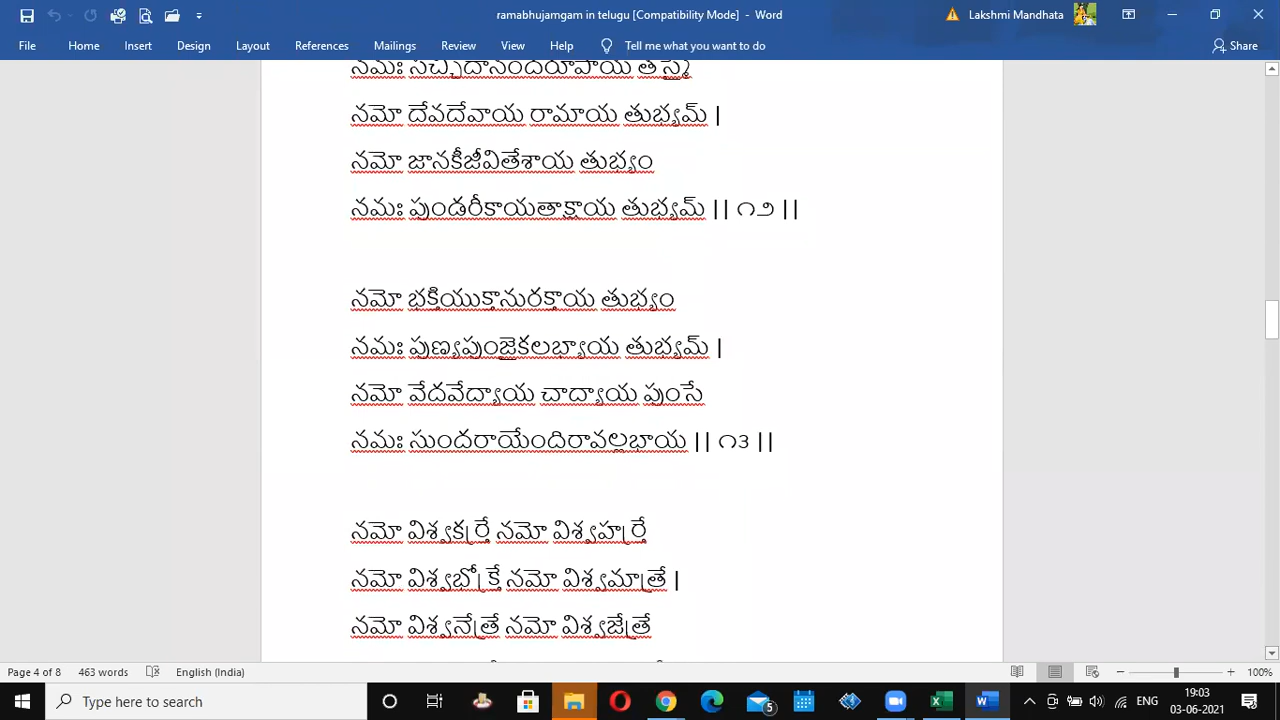 ramabhujamgam in telugu [Compatibility Mode] - Word
Lakshmi Mandhata
File Home Insert Design Layout References Mailings Review View Help Tell me what you want to do Share
నమః సచ్చిదానందరూపాయ తస్మై
నమో దేవదేవాయ రామాయ తుభ్యమ్ |
నమో జానకీజీవితేశాయ తుభ్యం
నమః పుండరీకాయతాక్షాయ తుభ్యమ్ || ౧౨ ||
నమో భక్తియుక్తానురక్తాయ తుభ్యం
నమః పుణ్యపుంజైకలభ్యాయ తుభ్యమ్ |
నమో వేదవేద్యాయ చాద్యాయ పుంసే
నమః సుందరాయేందిరావల్లభాయ || ౧౩ ||
నమో విశ్వకర్త్రే నమో విశ్వహర్త్రే
నమో విశ్వభోక్త్రే నమో విశ్వమాత్రే |
నమో విశ్వనేత్రే నమో విశ్వజేత్రే
Page 4 of 8 463 words English (India) 100%
Type here to search 5 ENG 19:03
03-06-2021